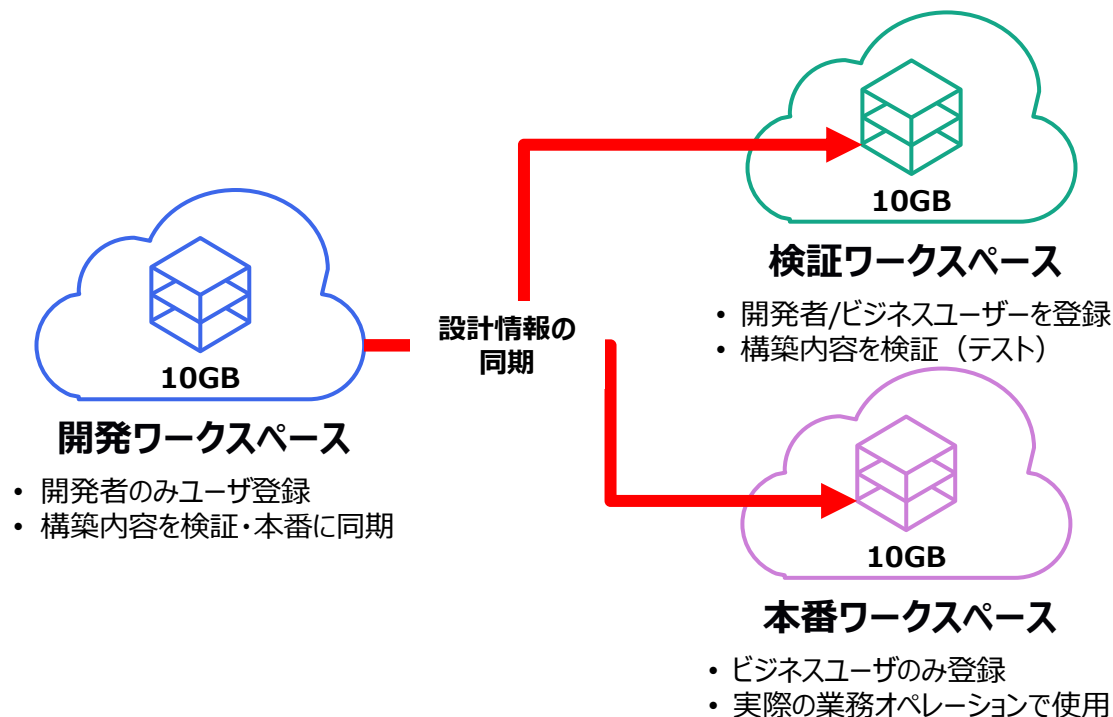 10GB
開発ワークスペース
• 開発者のみユーザ登録
• 構築内容を検証・本番に同期
設計情報の
同期
10GB
検証ワークスペース
• 開発者/ビジネスユーザーを登録
• 構築内容を検証（テスト）
10GB
本番ワークスペース
• ビジネスユーザのみ登録
• 実際の業務オペレーションで使用